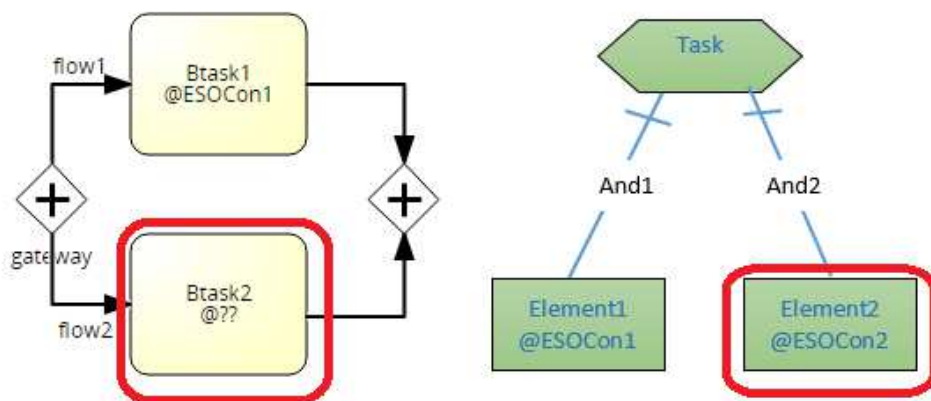 flow1
Btask1
@ESOCon1
gateway
Btask2
@??
flow2
Task
And1
And2
Element1
@ESOCon1
Element2
@ESOCon2